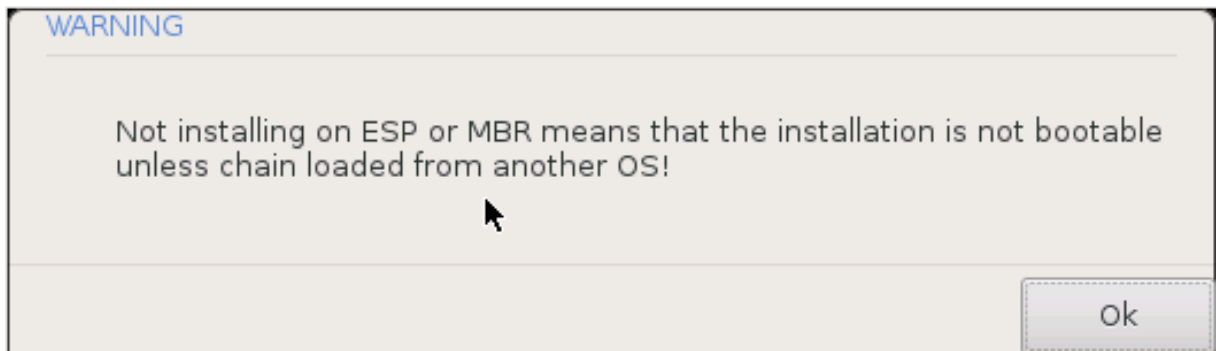 WARNING
Not installing on ESP or MBR means that the installation is not bootable
unless chain loaded from another OS!
Ok